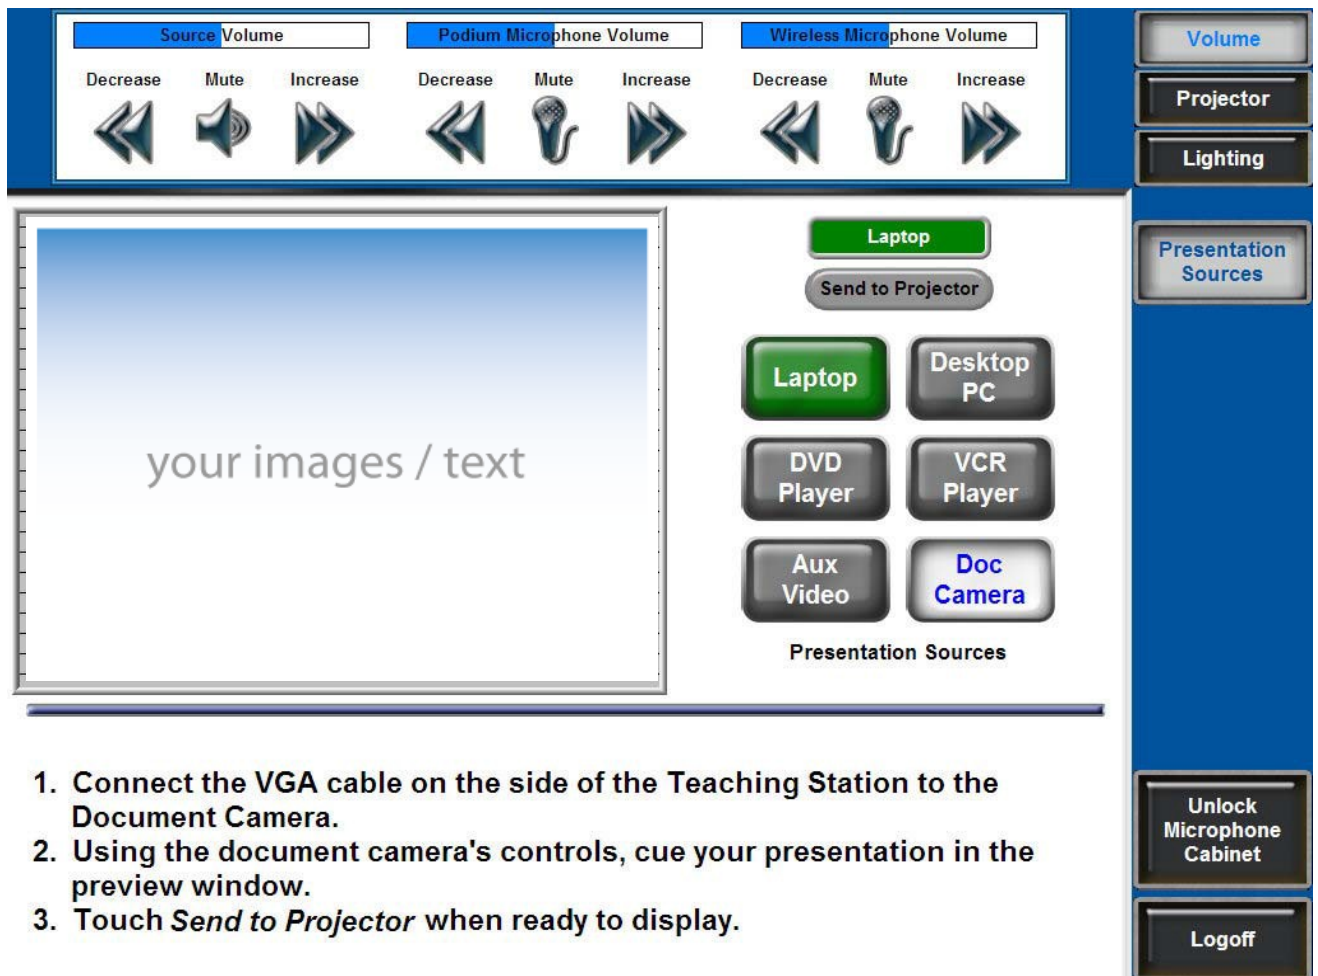 Source Volume
Decrease Mute Increase
Podium Microphone Volume
Decrease Mute Increase
Wireless Microphone Volume
Decrease Mute Increase
Volume
Projector
Lighting
Presentation
Sources
your images / text
Laptop
Send to Projector
Laptop
Desktop
PC
DVD
Player
VCR
Player
Aux
Video
Doc
Camera
Presentation Sources
1. Connect the VGA cable on the side of the Teaching Station to the
Document Camera.
2. Using the document camera's controls, cue your presentation in the
preview window.
3. Touch Send to Projector when ready to display.
Unlock
Microphone
Cabinet
Logoff